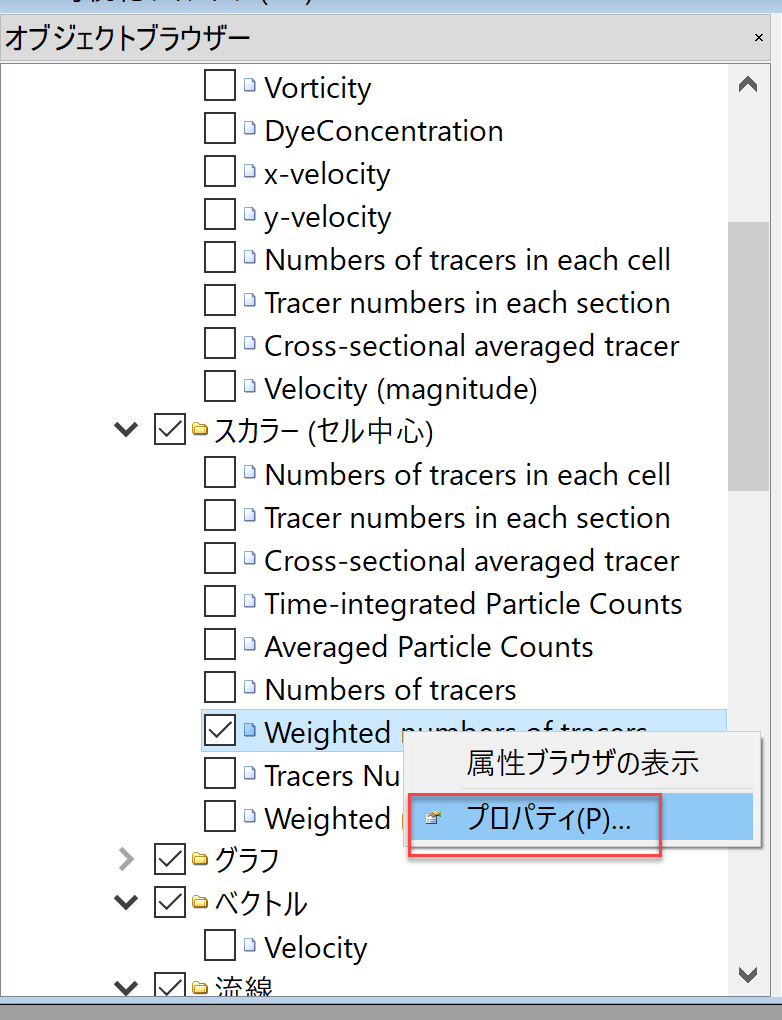 オブジェクトブラウザー
Vorticity
DyeConcentration
x-velocity
y-velocity
Numbers of tracers in each cell
Tracer numbers in each section
Cross-sectional averaged tracer
Velocity (magnitude)
スカラー (セル中心)
Numbers of tracers in each cell
Tracer numbers in each section
Cross-sectional averaged tracer
Time-integrated Particle Counts
Averaged Particle Counts
Numbers of tracers
Weighted numbers of tracers
属性ブラウザの表示
Tracers Nu
プロパティ(P)...
Weighted
グラフ
ベクトル
Velocity
流線